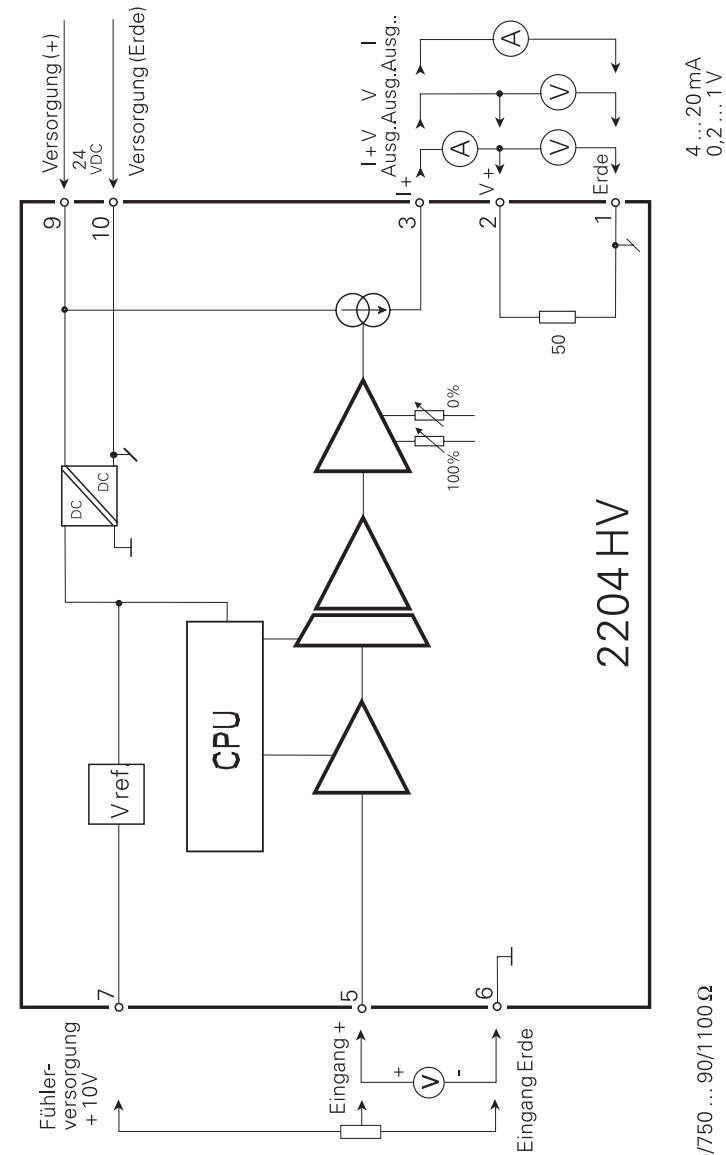 Fühler-
versorgung
+ 10V
7
Eingang +
5
+
V
-
6
Eingang Erde
V ref.
CPU
DC
DC
100%
0%
2204 HV
Versorgung (+)
24
VDC
Versorgung (Erde)
9
10
I+V V I
Ausg..Ausg..Ausg..
I +
3
V +
2
Erde
1
50
A
V
V
A
4 ... 20 mA
0,2 ... 1 V
/750 ... 90/1100 Ω